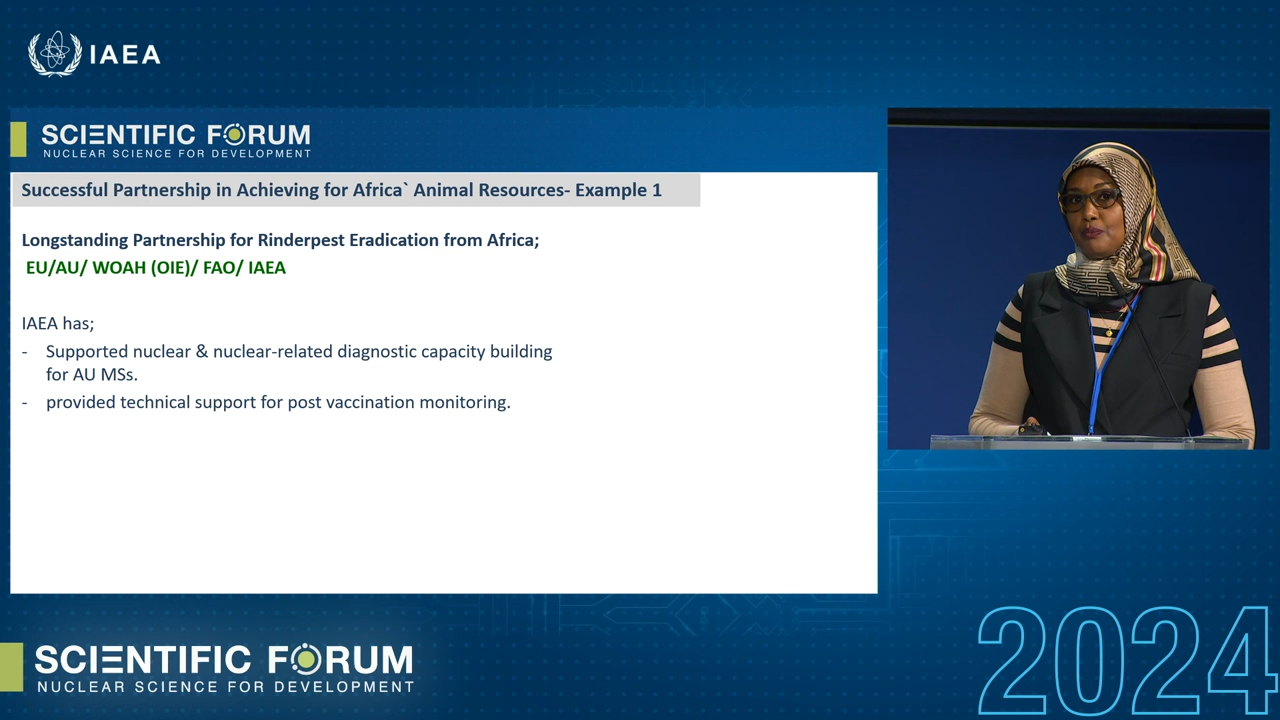 IAEA
SCIENTIFIC FORUM
NUCLEAR SCIENCE FOR DEVELOPMENT
Successful Partnership in Achieving for Africa` Animal Resources- Example 1
Longstanding Partnership for Rinderpest Eradication from Africa;
EU/AU/ WOAH (OIE)/ FAO/ IAEA
IAEA has;
- Supported nuclear & nuclear-related diagnostic capacity building
for AU MSs.
- provided technical support for post vaccination monitoring.
SCIENTIFIC FORUM
NUCLEAR SCIENCE FOR DEVELOPMENT
2024